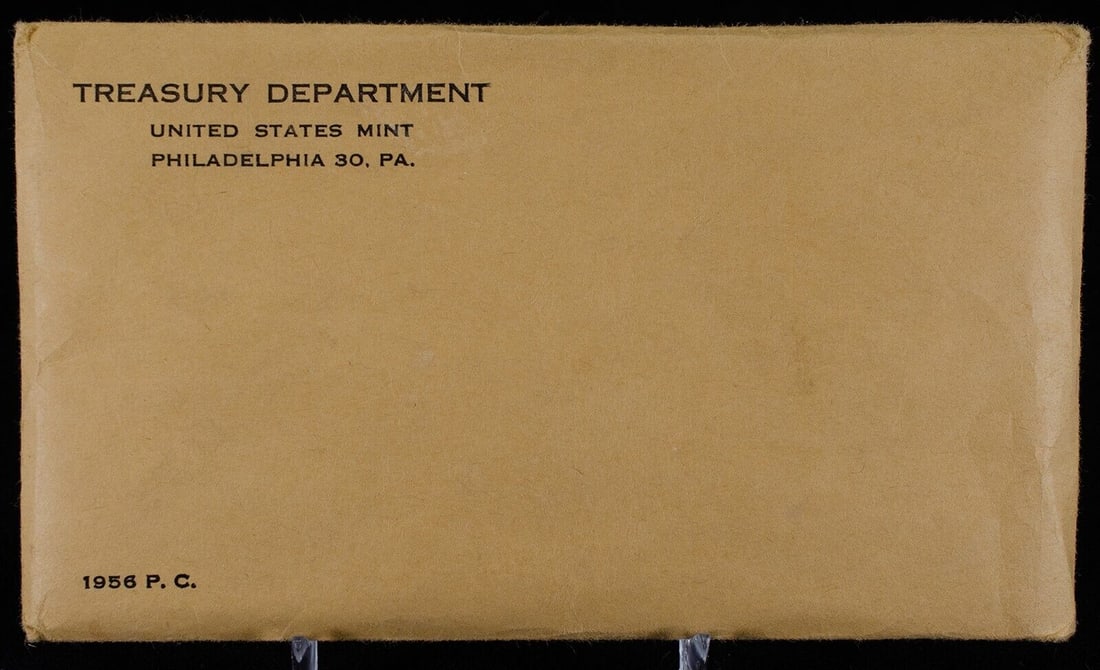 TREASURY DEPARTMENT
UNITED STATES MINT
PHILADELPHIA 30, PA.
1956 P. C.